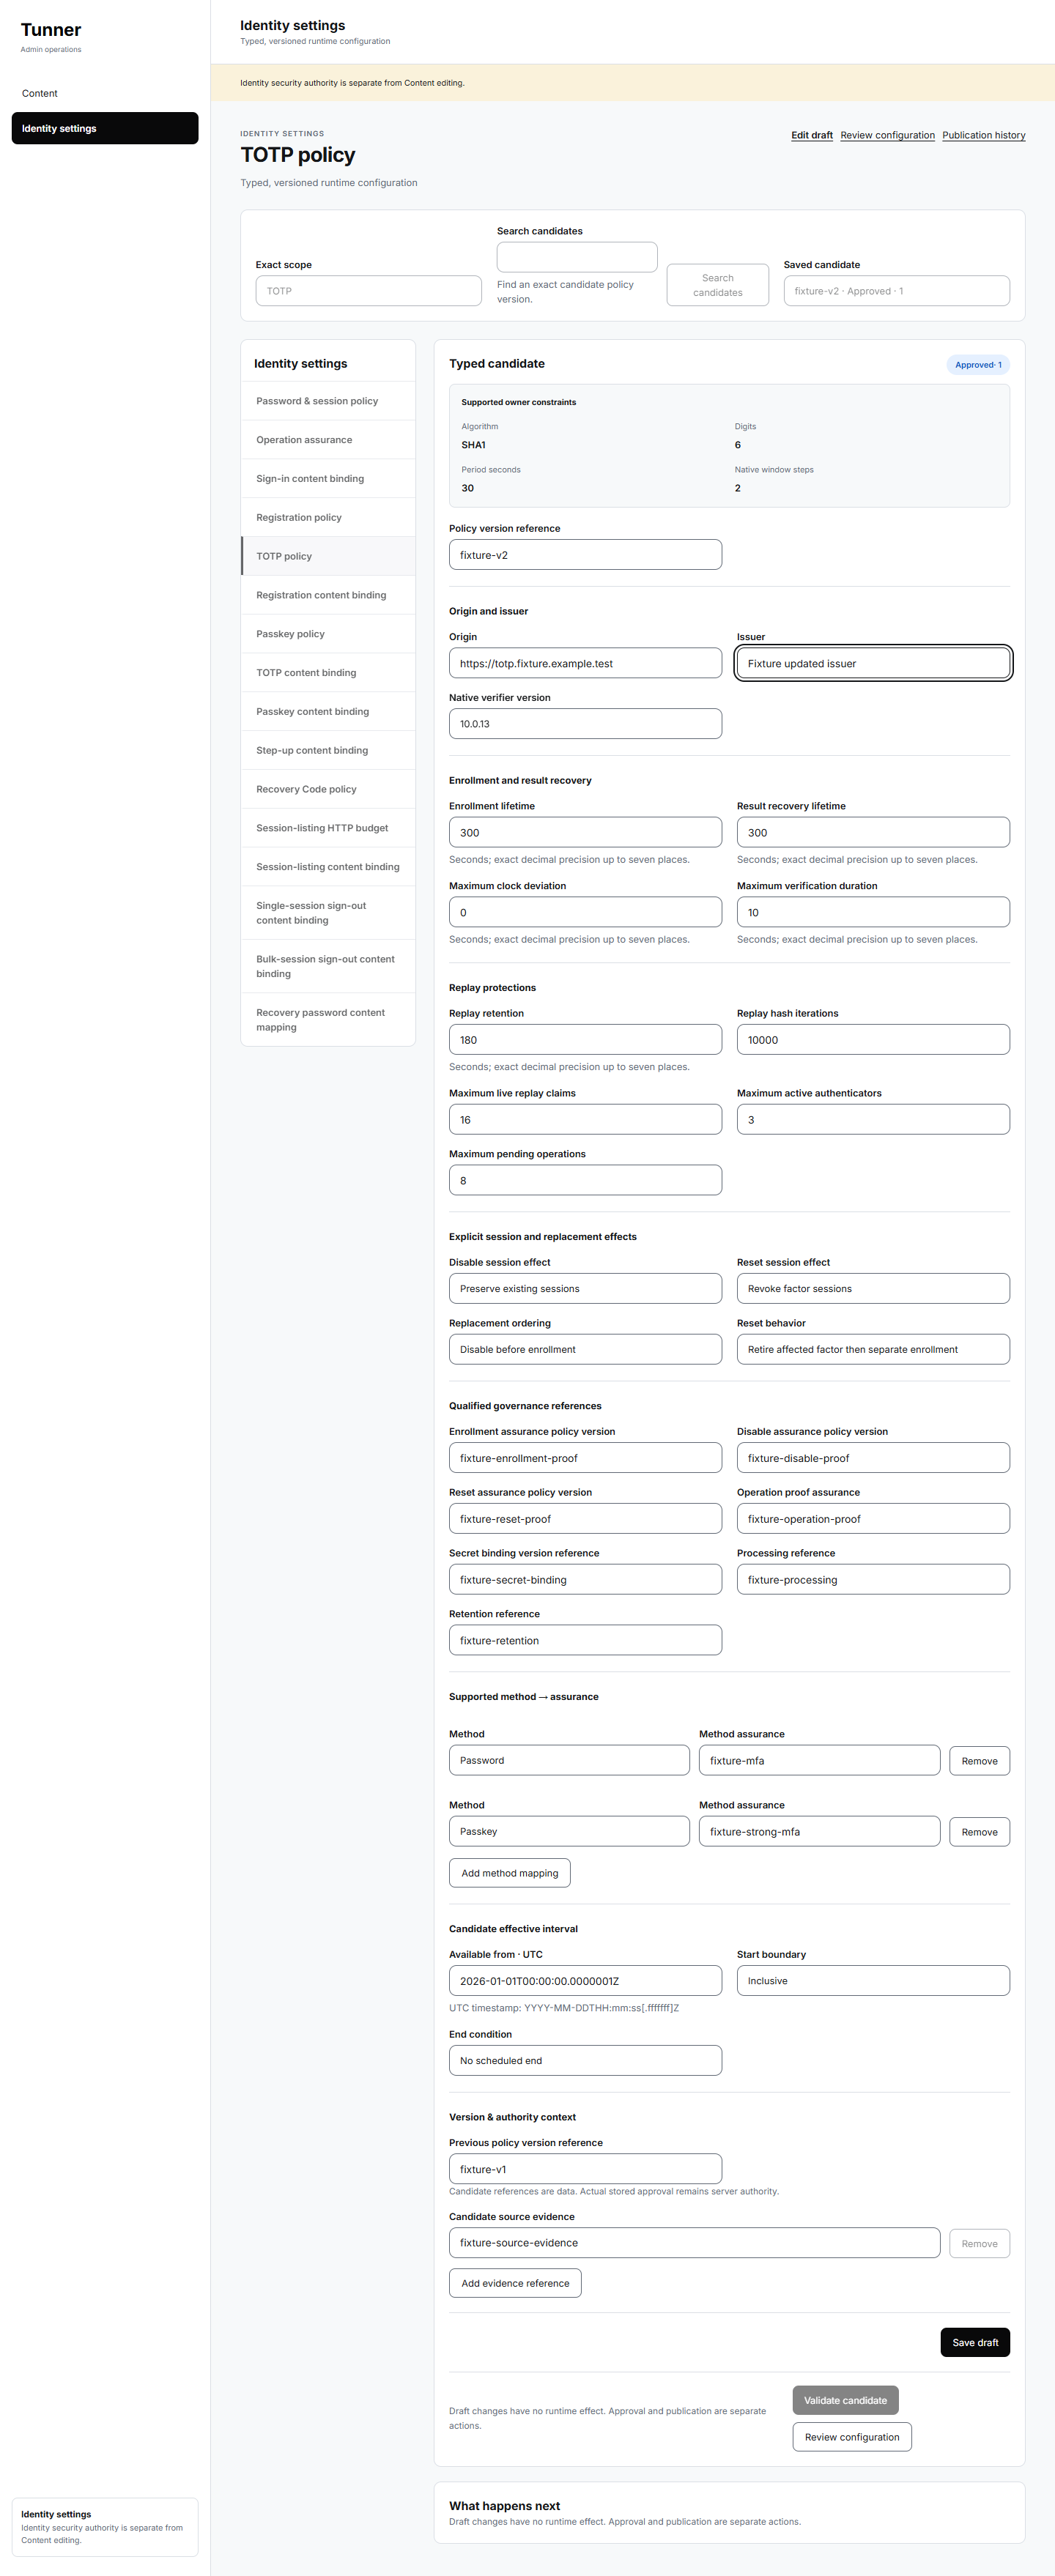 Tunner
Admin operations
Content
Identity settings
Identity settings
Typed, versioned runtime configuration
Identity security authority is separate from Content editing.
IDENTITY SETTINGS
TOTP policy
Typed, versioned runtime configuration
Edit draft
Review configuration
Publication history
Exact scope
TOTP
Search candidates
Find an exact candidate policy
version.
Search
candidates
Saved candidate
fixture-v2 · Approved · 1
Identity settings
Password & session policy
Operation assurance
Sign-in content binding
Registration policy
TOTP policy
Registration content binding
Passkey policy
TOTP content binding
Passkey content binding
Step-up content binding
Recovery Code policy
Session-listing HTTP budget
Session-listing content binding
Single-session sign-out
content binding
Bulk-session sign-out content
binding
Recovery password content
mapping
Typed candidate
Approved· 1
Supported owner constraints
Algorithm
SHA1
Digits
6
Period seconds
30
Native window steps
2
Policy version reference
fixture-v2
Origin and issuer
Origin
https://totp.fixture.example.test
Issuer
Fixture updated issuer
Native verifier version
10.0.13
Enrollment and result recovery
Enrollment lifetime
300
Seconds; exact decimal precision up to seven places.
Result recovery lifetime
300
Seconds; exact decimal precision up to seven places.
Maximum clock deviation
0
Seconds; exact decimal precision up to seven places.
Maximum verification duration
10
Seconds; exact decimal precision up to seven places.
Replay protections
Replay retention
180
Seconds; exact decimal precision up to seven places.
Replay hash iterations
10000
Maximum live replay claims
16
Maximum active authenticators
3
Maximum pending operations
8
Explicit session and replacement effects
Disable session effect
Preserve existing sessions
Reset session effect
Revoke factor sessions
Replacement ordering
Disable before enrollment
Reset behavior
Retire affected factor then separate enrollment
Qualified governance references
Enrollment assurance policy version
fixture-enrollment-proof
Disable assurance policy version
fixture-disable-proof
Reset assurance policy version
fixture-reset-proof
Operation proof assurance
fixture-operation-proof
Secret binding version reference
fixture-secret-binding
Processing reference
fixture-processing
Retention reference
fixture-retention
Supported method → assurance
Method
Password
Method assurance
fixture-mfa
Remove
Method
Passkey
Method assurance
fixture-strong-mfa
Remove
Add method mapping
Candidate effective interval
Available from · UTC
2026-01-01T00:00:00.0000001Z
UTC timestamp: YYYY-MM-DDTHH:mm:ss[.fffffff]Z
Start boundary
Inclusive
End condition
No scheduled end
Version & authority context
Previous policy version reference
fixture-v1
Candidate references are data. Actual stored approval remains server authority.
Candidate source evidence
fixture-source-evidence
Remove
Add evidence reference
Save draft
Draft changes have no runtime effect. Approval and publication are separate
actions.
Validate candidate
Review configuration
What happens next
Draft changes have no runtime effect. Approval and publication are separate actions.
Identity settings
Identity security authority is separate from
Content editing.